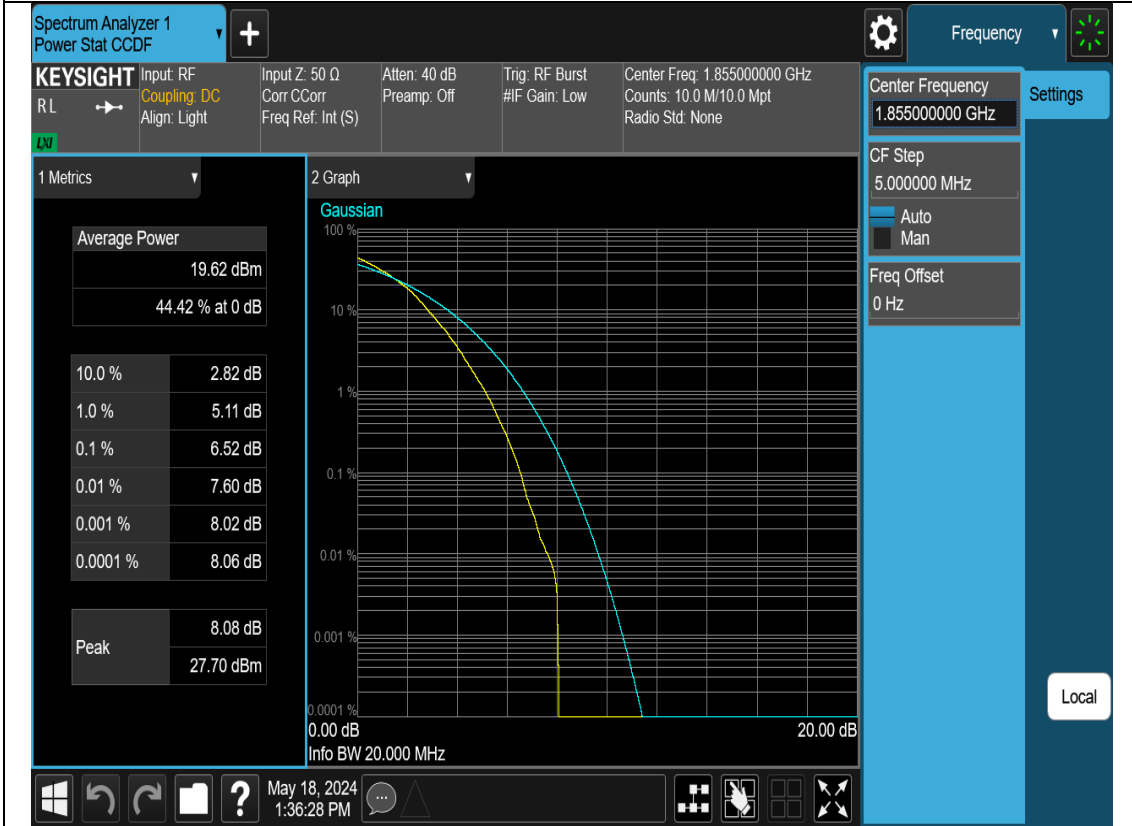 Spectrum Analyzer 1
Power Stat CCDF
+
Frequency
KEYSIGHT
RL
LXI
Input: RF
Coupling: DC
Align: Light
Input Z: 50 Ω
Corr CCorr
Freq Ref: Int (S)
Atten: 40 dB
Preamp: Off
Trig: RF Burst
#IF Gain: Low
Center Freq: 1.855000000 GHz
Counts: 10.0 M/10.0 Mpt
Radio Std: None
Center Frequency
1.855000000 GHz
Settings
CF Step
5.000000 MHz
Auto
Man
Freq Offset
0 Hz
1 Metrics
Average Power
19.62 dBm
44.42 % at 0 dB
10.0 % 2.82 dB
1.0 % 5.11 dB
0.1 % 6.52 dB
0.01 % 7.60 dB
0.001 % 8.02 dB
0.0001 % 8.06 dB
Peak
8.08 dB
27.70 dBm
2 Graph
Gaussian
100 %
10 %
1 %
0.1 %
0.01 %
0.001 %
0.0001 %
0.00 dB 20.00 dB
Info BW 20.000 MHz
Local
?
May 18, 2024
1:36:28 PM